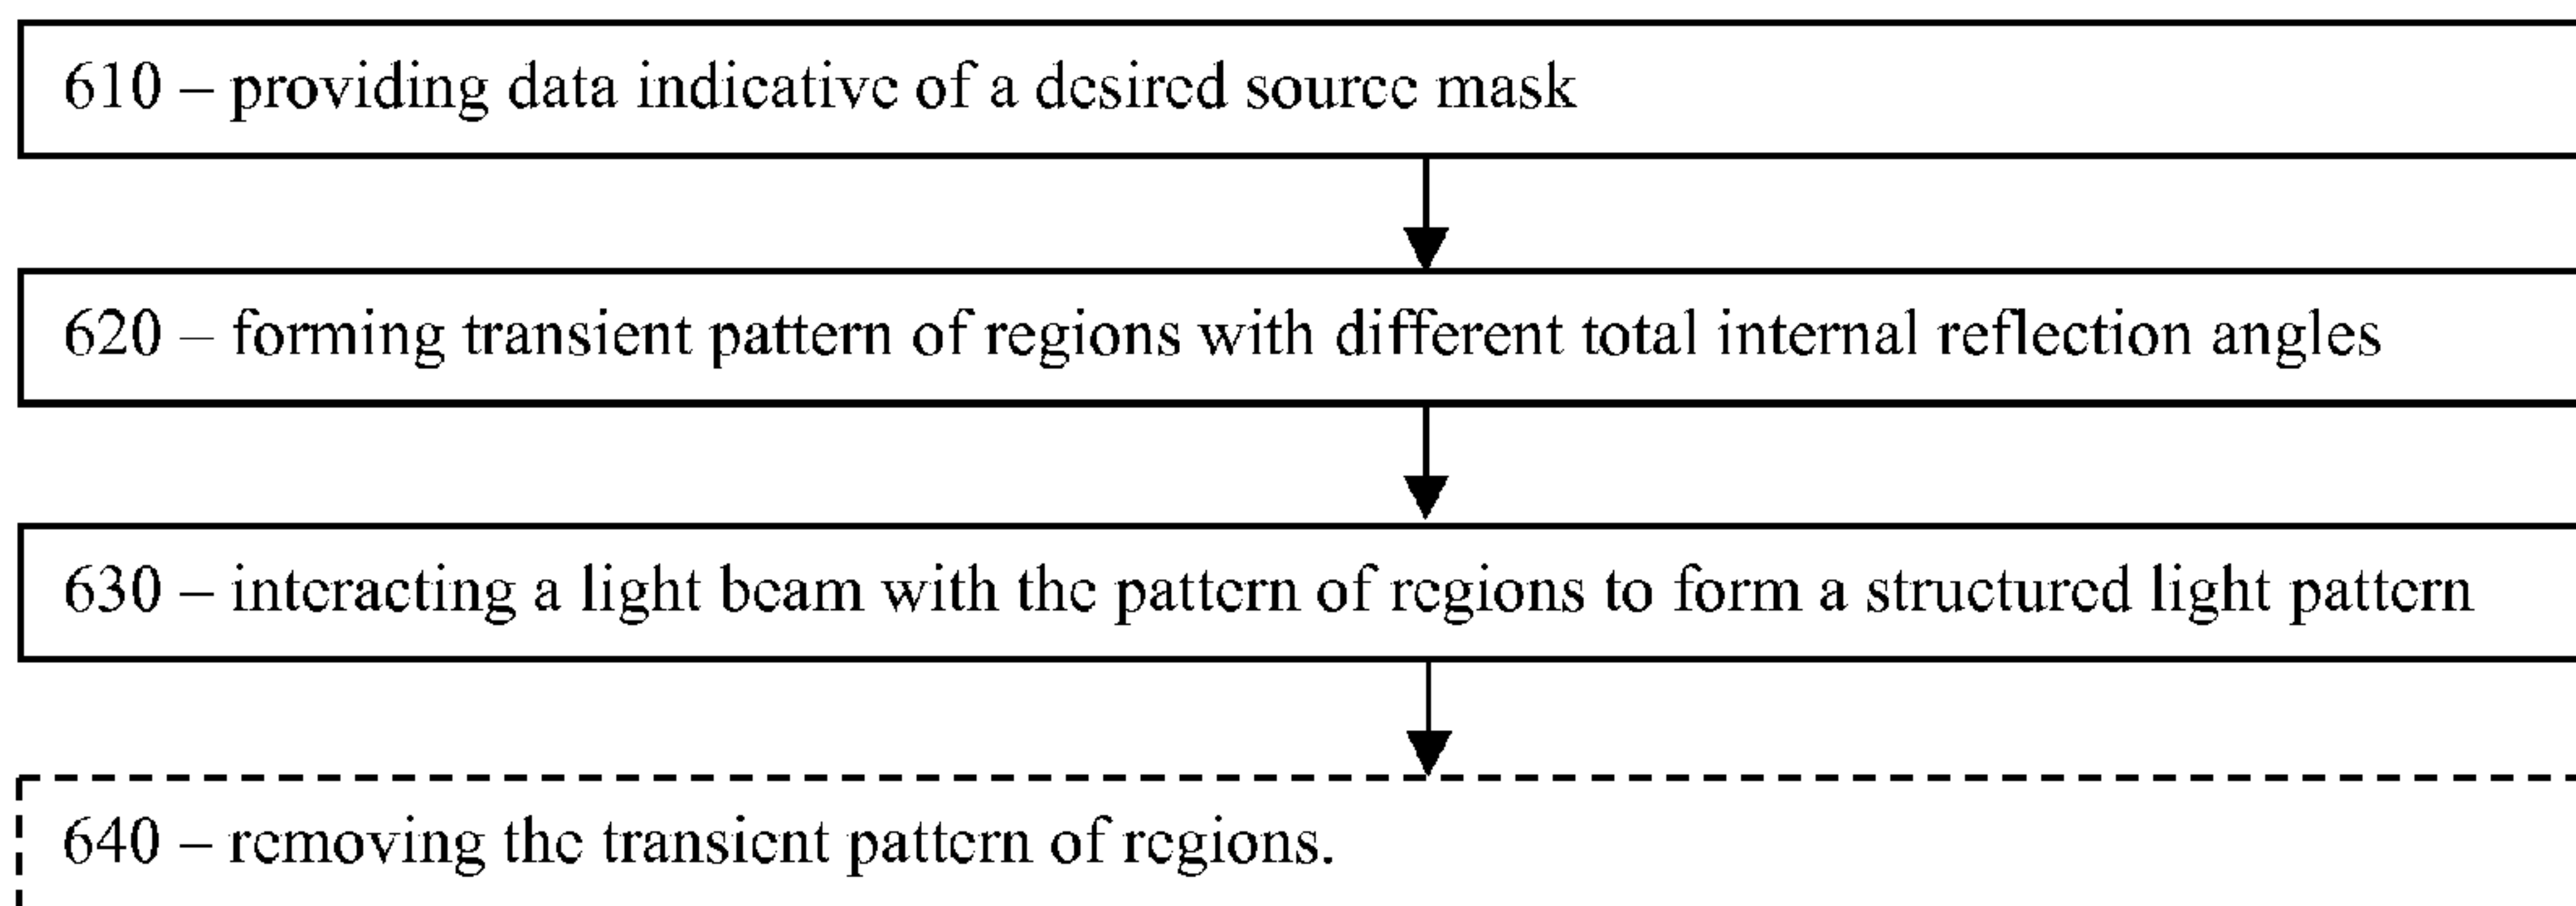 610 – providing data indicative of a desired source mask
620 – forming transient pattern of regions with different total internal reflection angles
630 – interacting a light beam with the pattern of regions to form a structured light pattern
640 – removing the transient pattern of regions.